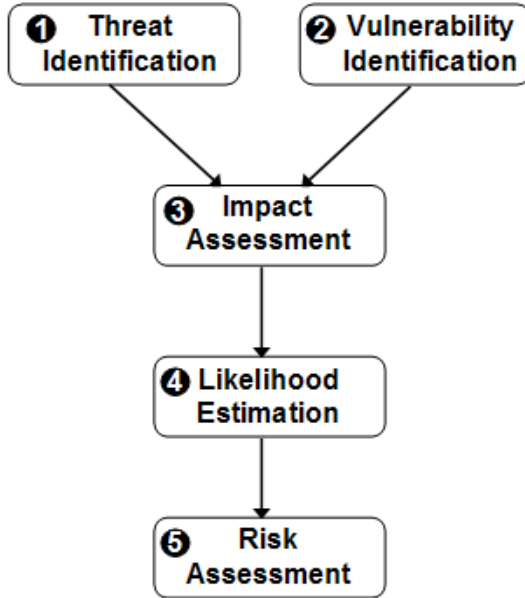 ❶ Threat
Identification
❷ Vulnerability
Identification
❸ Impact
Assessment
❹ Likelihood
Estimation
❺ Risk
Assessment